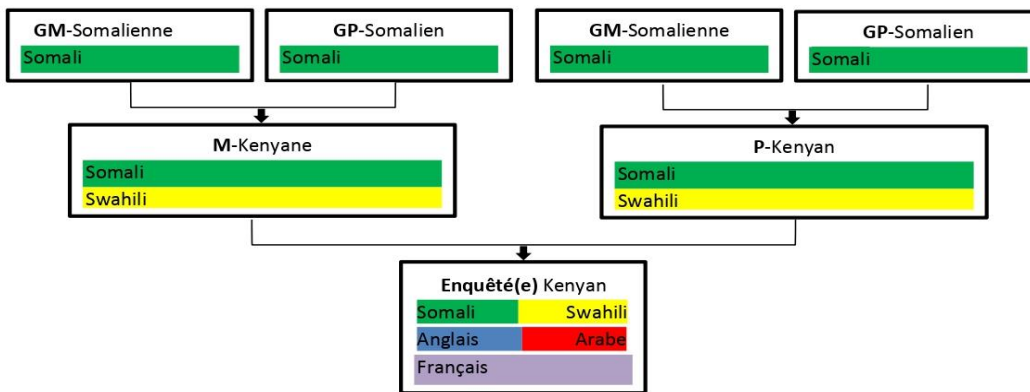 GM-Somalienne
Somali
GP-Somalien
Somali
GM-Somalienne
Somali
GP-Somalien
Somali
M-Kenyane
Somali
Swahili
P-Kenyan
Somali
Swahili
Enquêté(e) Kenyan
Somali Swahili
Anglais Arabe
Français